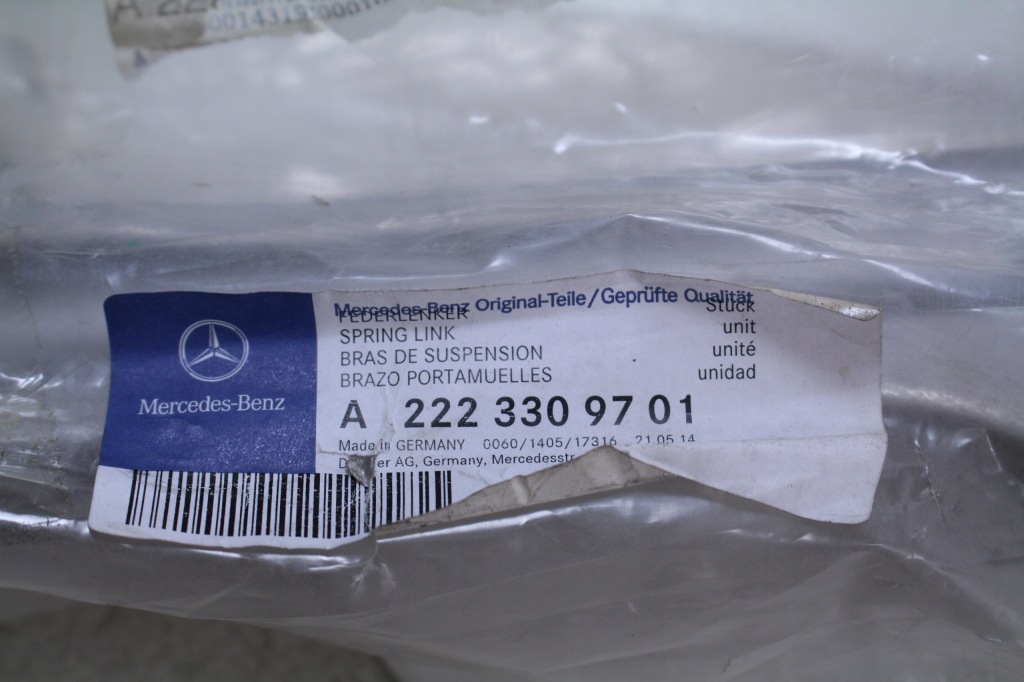 Mercedes-Benz Original-Teile/Geprüfte Qualität
FEDERLENKER Stück
SPRING LINK unit
BRAS DE SUSPENSION unité
BRAZO PORTAMUELLES unidad
Mercedes-Benz
A 222 330 97 01
Made in GERMANY 0060/1405/17316 21.05.14
AG, Germany,
A